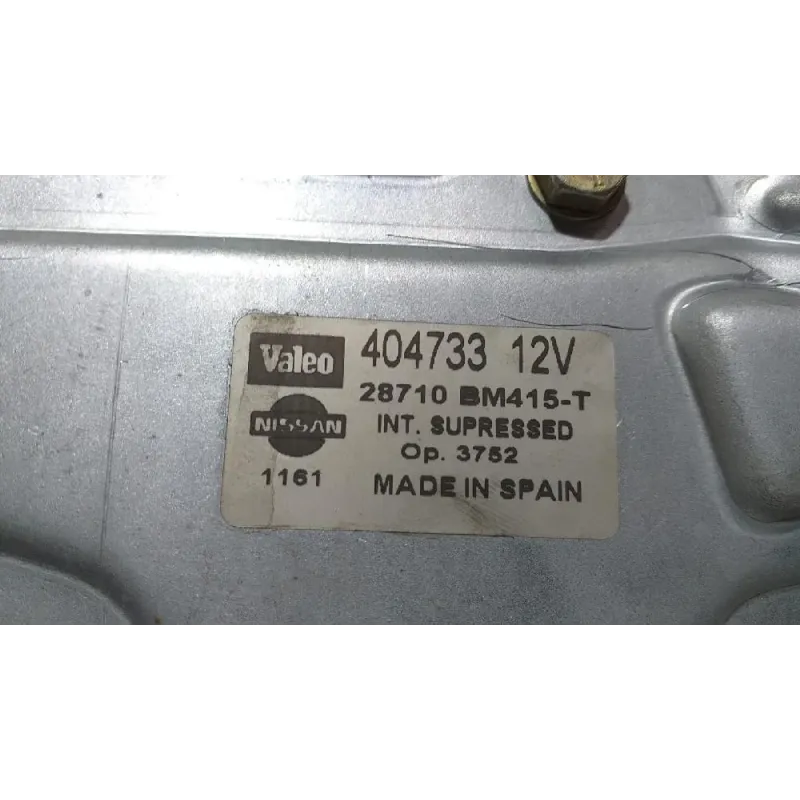 Valeo 404733 12V
28710 BM415-T
NISSAN INT. SUPRESSED
Op. 3752
1161 MADE IN SPAIN